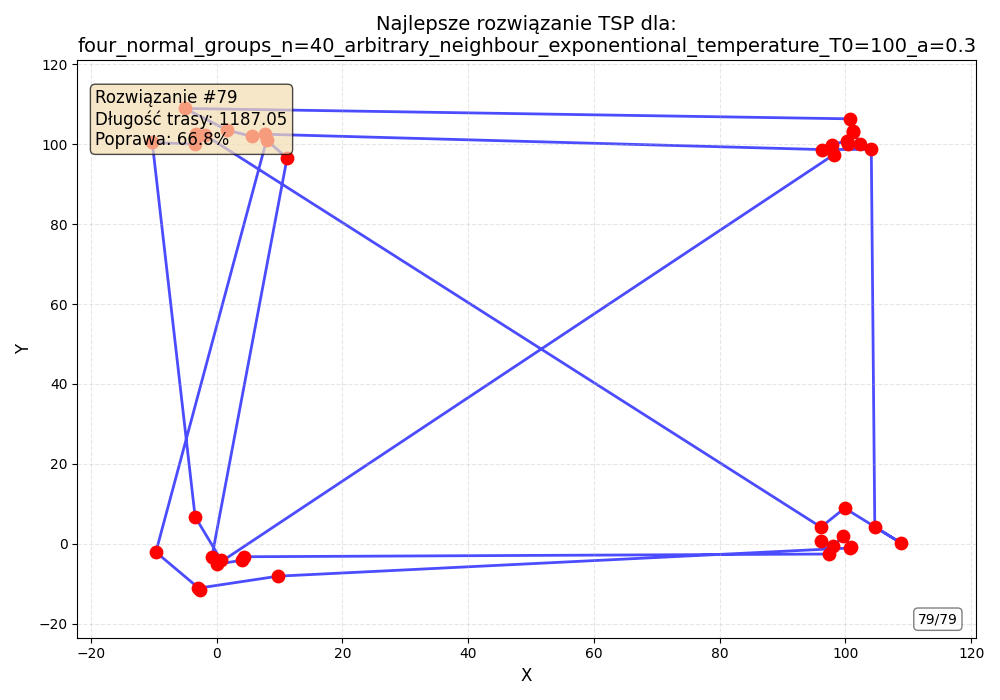 Najlepsze rozwiązanie TSP dla:
four_normal_groups_n=40_arbitrary_neighbour_exponential_temperature_T0=100_a=0.3
Rozwiązanie #79
Długość trasy: 1187.05
Poprawa: 66.8%
120
100
80
60
40
20
0
−20
Y
−20
0
20
40
60
80
100
120
X
79/79